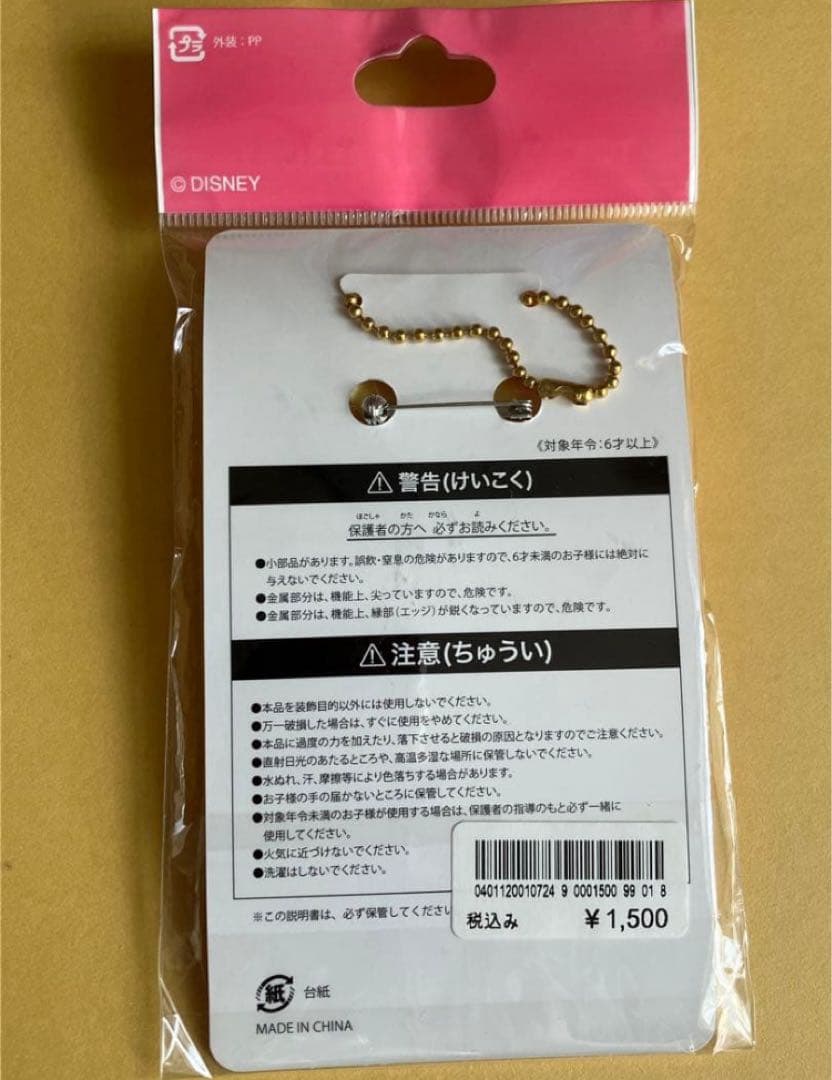 プラ 外装：PP
© DISNEY
《対象年令：6才以上》
⚠ 警告(けいこく)
ほごしゃ かた かなら よ
保護者の方へ 必ずお読みください。
●小部品があります。誤飲・窒息の危険がありますので、6才未満のお子様には絶対に
与えないでください。
●金属部分は、機能上、尖っていますので、危険です。
●金属部分は、機能上、縁部（エッジ）が鋭くなっていますので、危険です。
⚠ 注意(ちゅうい)
●本品を装飾目的以外には使用しないでください。
●万一破損した場合は、すぐに使用をやめてください。
●本品に過度の力を加えたり、落下させると破損の原因となりますのでご注意ください。
●直射日光のあたるところや、高温多湿な場所に保管しないでください。
●水ぬれ、汗、摩擦等により色落ちする場合があります。
●お子様の手の届かないところに保管してください。
●対象年令未満のお子様が使用する場合は、保護者の指導のもと必ず一緒に
使用してください。
●火気に近づけないでください。
●洗濯はしないでください。
0401120010724 9 0001500 99 01 8
税込み ￥1,500
※この説明書は、必ず保管してください
紙 台紙
MADE IN CHINA